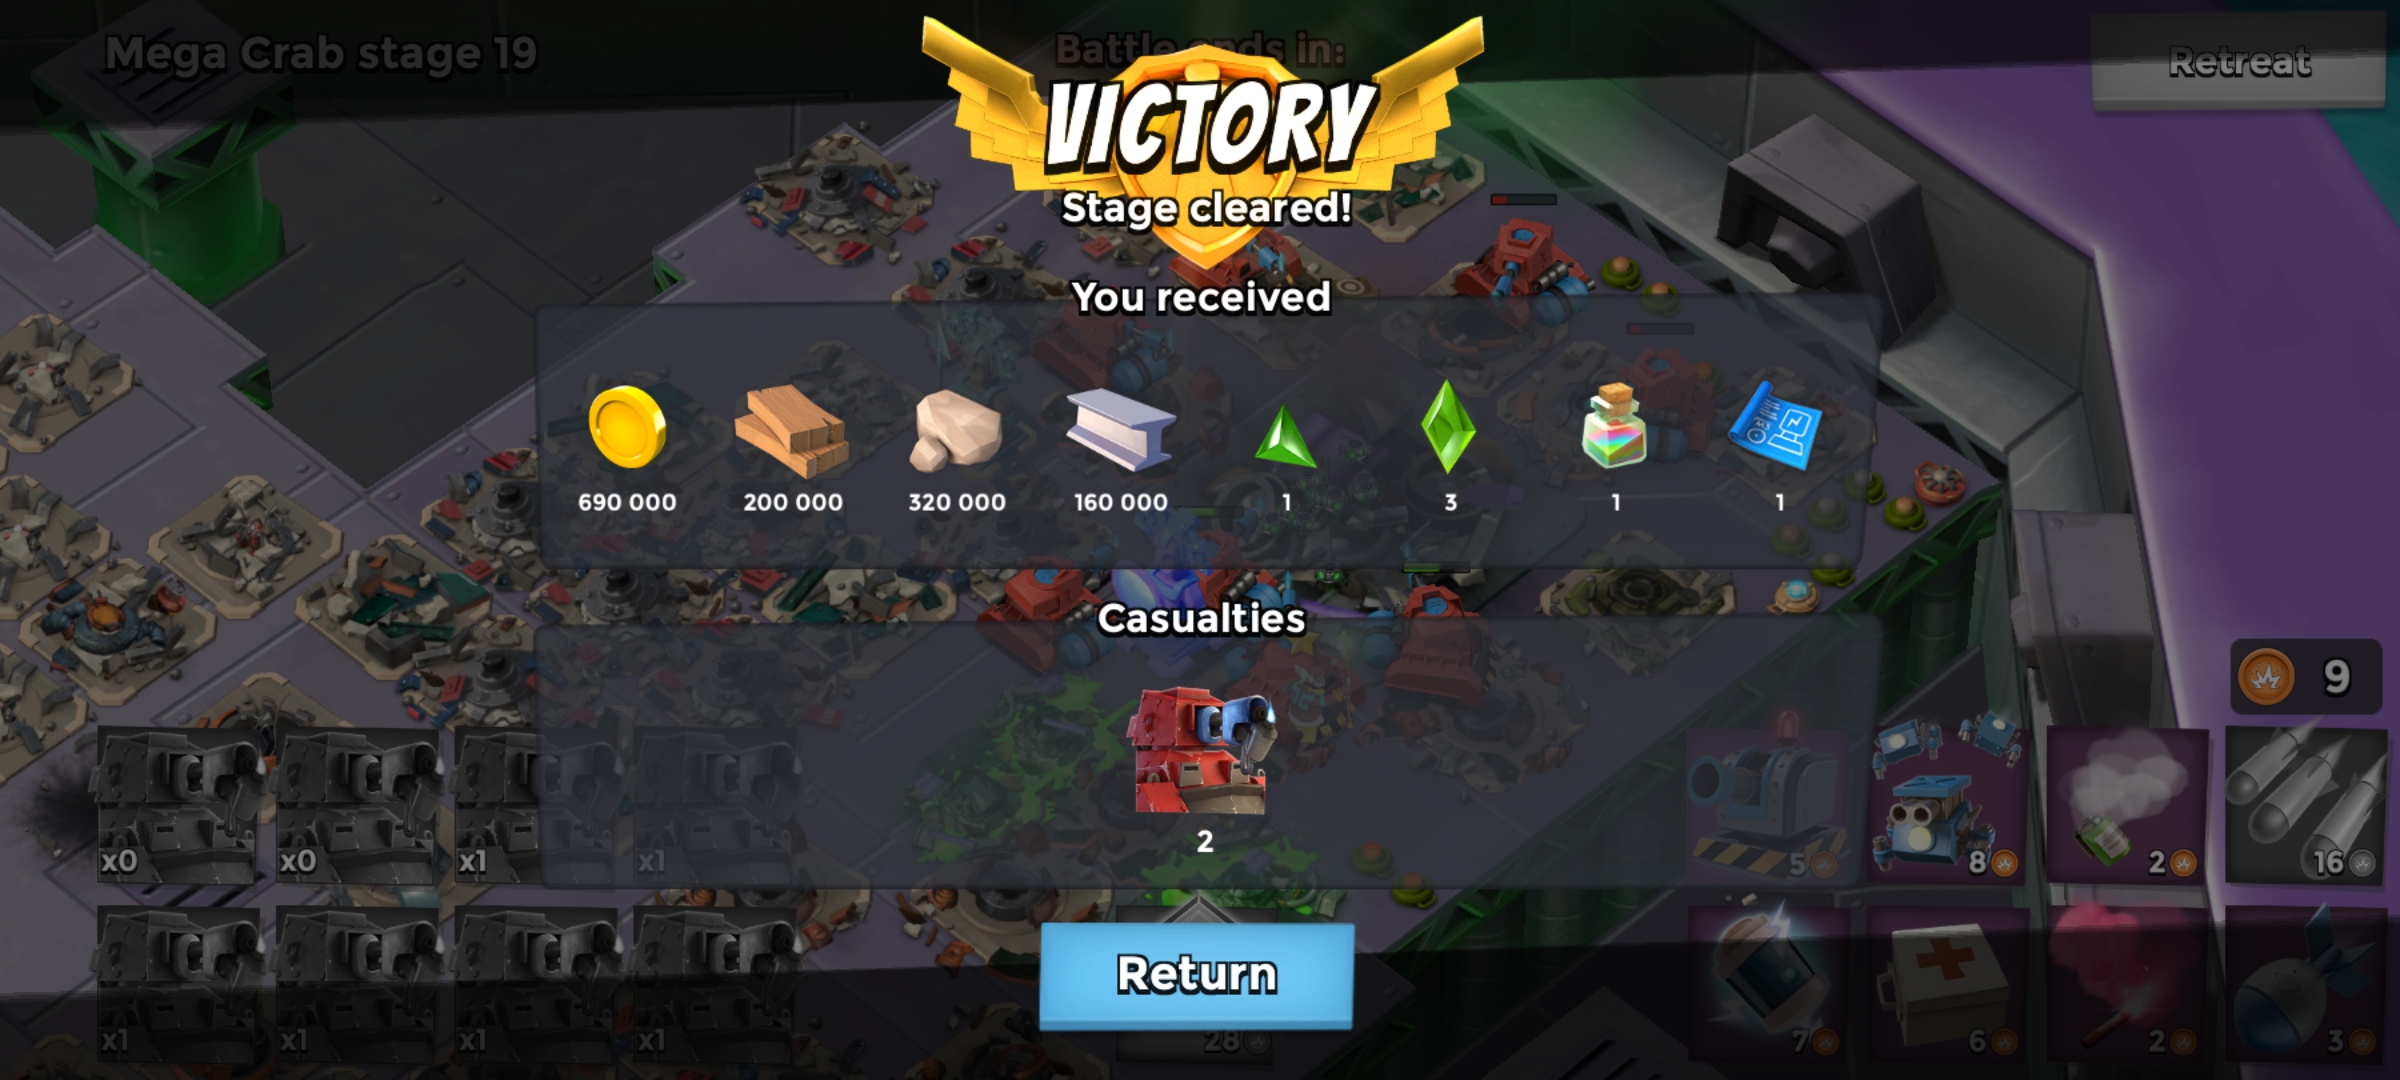 Mega Crab stage 19
Battle ends in:
Retreat
VICTORY
Stage cleared!
You received
690 000
200 000
320 000
160 000
1
3
1
1
Casualties
2
9
x0
x0
x1
x1
5
8
2
16
Return
x1
x1
x1
x1
28
7
6
2
3